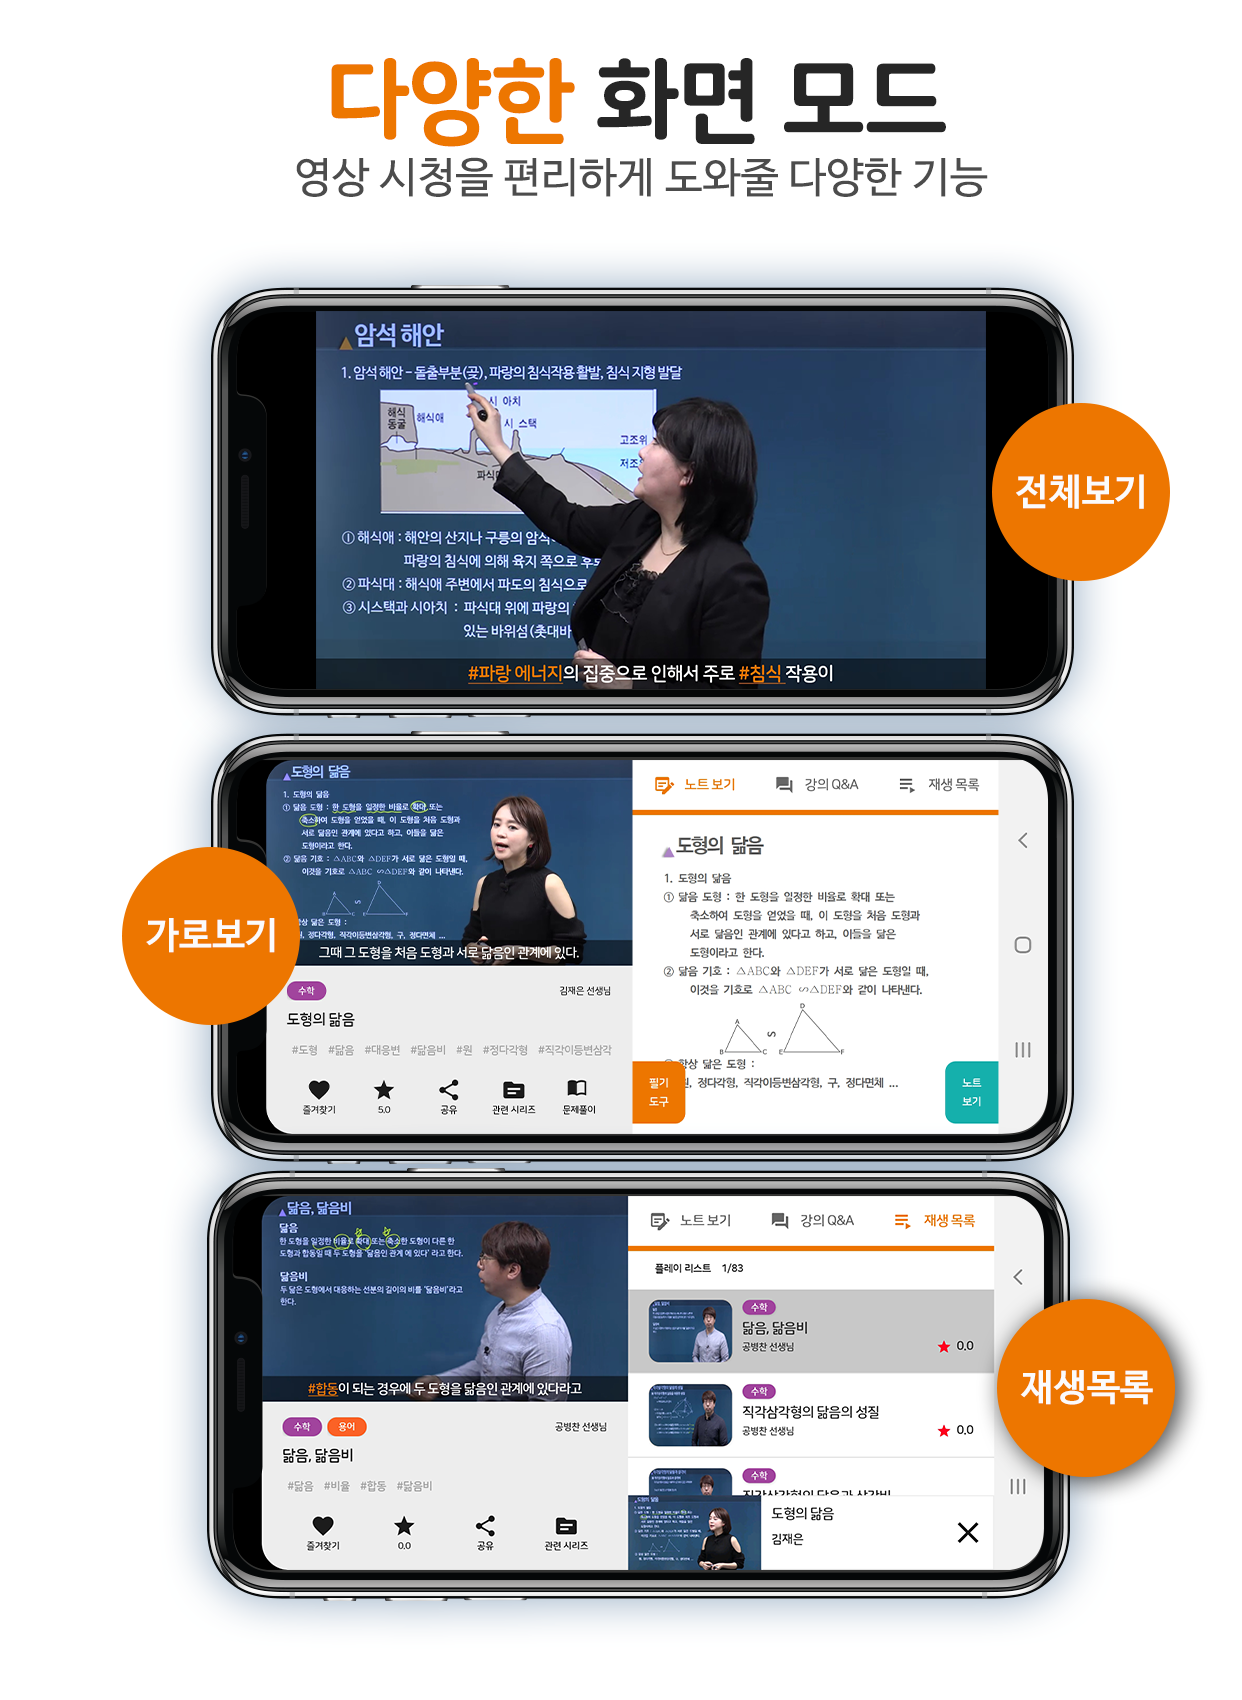 다양한 화면 모드
영상 시청을 편리하게 도와줄 다양한 기능
암석 해안
1. 암석 해안 - 돌출부분(곶), 파랑의 침식작용 활발, 침식 지형 발달
시 아치
해식
동굴
해식애
시 스택
고조위
저조
파식대
① 해식애 : 해안의 산지나 구릉의 암석
파랑의 침식에 의해 육지 쪽으로 후퇴
② 파식대 : 해식애 주변에서 파도의 침식으로
③ 시스택과 시아치 : 파식대 위에 파랑의
있는 바위섬(촛대바
#파랑 에너지의 집중으로 인해서 주로 #침식 작용이
전체보기
도형의 닮음
1. 도형의 닮음
① 닮음 도형 : 한 도형을 일정한 비율로 확대 또는
축소하여 도형을 얻었을 때, 이 도형을 처음 도형과
서로 닮음인 관계에 있다고 하고, 이들을 닮은
도형이라고 한다.
② 닮음 기호 : △ABC와 △DEF가 서로 닮은 도형일 때,
이것을 기호로 △ABC ∽△DEF와 같이 나타낸다.
항상 닮은 도형 :
, 정다각형, 직각이등변삼각형, 구, 정다면체 ...
그때 그 도형을 처음 도형과 서로 닮음인 관계에 있다.
가로보기
수학
김재은 선생님
도형의 닮음
#도형 #닮음 #대응변 #닮음비 #원 #정다각형 #직각이등변삼각
즐겨찾기 5.0 공유 관련 시리즈 문제풀이
노트 보기 강의 Q&A 재생 목록
도형의 닮음
1. 도형의 닮음
① 닮음 도형 : 한 도형을 일정한 비율로 확대 또는
축소하여 도형을 얻었을 때, 이 도형을 처음 도형과
서로 닮음인 관계에 있다고 하고, 이들을 닮은
도형이라고 한다.
② 닮음 기호 : △ABC와 △DEF가 서로 닮은 도형일 때,
이것을 기호로 △ABC ∽△DEF와 같이 나타낸다.
A
B C
∽
D
E F
항상 닮은 도형 :
원, 정다각형, 직각이등변삼각형, 구, 정다면체 ...
필기
도구
노트
보기
닮음, 닮음비
닮음
한 도형을 일정한 비율로 확대 또는 축소한 도형이 다른 한
도형과 합동일 때 두 도형을 '닮음인 관계에 있다' 라고 한다.
닮음비
두 닮은 도형에서 대응하는 선분의 길이의 비를 '닮음비'라고
한다.
#합동이 되는 경우에 두 도형을 닮음인 관계에 있다라고
수학 용어
공병찬 선생님
닮음, 닮음비
#닮음 #비율 #합동 #닮음비
즐겨찾기 0.0 공유 관련 시리즈
노트 보기 강의 Q&A 재생 목록
플레이 리스트 1/83
수학
닮음, 닮음비
공병찬 선생님
0.0
수학
직각삼각형의 닮음의 성질
공병찬 선생님
0.0
수학
도형의 닮음
김재은
재생목록